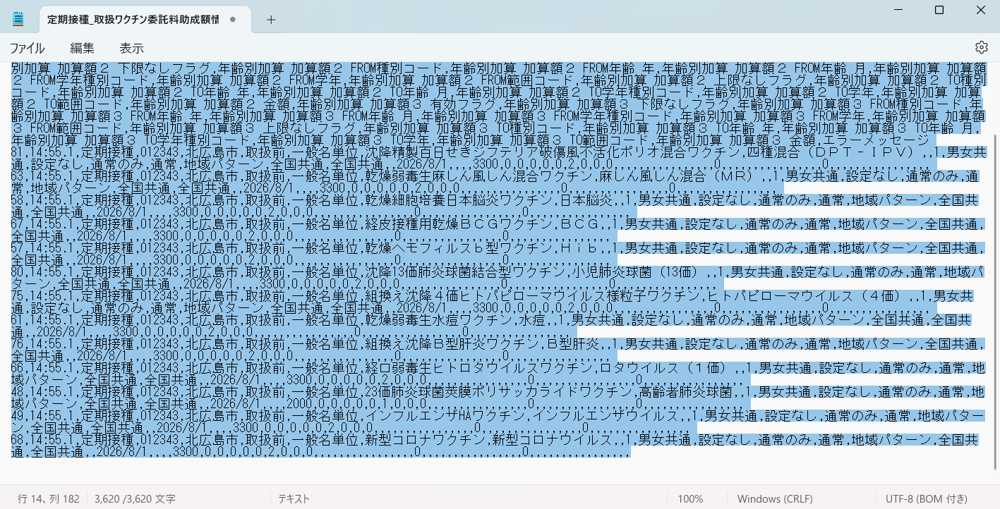 定期接種_取扱ワクチン委託料助成額情
ファイル 編集 表示
別加算 加算額２ 下限なしフラグ,年齢別加算 加算額２ FROM種別コード,年齢別加算 加算額２ FROM年齢 年,年齢別加算 加算額２ FROM年齢 月,年齢別加算 加算額
２ FROM学年種別コード,年齢別加算 加算額２ FROM学年,年齢別加算 加算額２ FROM範囲コード,年齢別加算 加算額２ 上限なしフラグ,年齢別加算 加算額２ TO種別
コード,年齢別加算 加算額２ TO年齢 年,年齢別加算 加算額２ TO年齢 月,年齢別加算 加算額２ TO学年種別コード,年齢別加算 加算額２ TO学年,年齢別加算 加算
額２ TO範囲コード,年齢別加算 加算額２ 金額,年齢別加算 加算額３ 有効フラグ,年齢別加算 加算額３ 下限なしフラグ,年齢別加算 加算額３ FROM種別コード,年
齢別加算 加算額３ FROM年齢 年,年齢別加算 加算額３ FROM年齢 月,年齢別加算 加算額３ FROM学年種別コード,年齢別加算 加算額３ FROM学年,年齢別加算 加算額
３ FROM範囲コード,年齢別加算 加算額３ 上限なしフラグ,年齢別加算 加算額３ TO種別コード,年齢別加算 加算額３ TO年齢 年,年齢別加算 加算額３ TO年齢 月,
年齢別加算 加算額３ TO学年種別コード,年齢別加算 加算額３ TO学年,年齢別加算 加算額３ TO範囲コード,年齢別加算 加算額３ 金額,エラーメッセージ
81,14:55.1,定期接種,012343,北広島市,取扱前,一般名単位,沈降精製百日せきジフテリア破傷風不活化ポリオ混合ワクチン,四種混合（ＤＰＴ‐ＩＰＶ）,,1,男女共
通,設定なし,通常のみ,通常,地域パターン,全国共通,全国共通,,2026/8/1,,,,3300,0,0,0,0,0,2,0,0,0,,,,,,,,,,,,,,,0,,,,,,,,,,,,,,,0,,,,,,,,,,,,,,,
63,14:55.1,定期接種,012343,北広島市,取扱前,一般名単位,乾燥弱毒生麻しん風しん混合ワクチン,麻しん風しん混合（ＭＲ）,,1,男女共通,設定なし,通常のみ,通
常,地域パターン,全国共通,全国共通,,2026/8/1,,,,3300,0,0,0,0,0,2,0,0,0,,,,,,,,,,,,,,,0,,,,,,,,,,,,,,,0,,,,,,,,,,,,,,,
58,14:55.1,定期接種,012343,北広島市,取扱前,一般名単位,乾燥細胞培養日本脳炎ワクチン,日本脳炎,,1,男女共通,設定なし,通常のみ,通常,地域パターン,全国共
通,全国共通,,2026/8/1,,,,3300,0,0,0,0,0,2,0,0,0,,,,,,,,,,,,,,,0,,,,,,,,,,,,,,,0,,,,,,,,,,,,,,,
67,14:55.1,定期接種,012343,北広島市,取扱前,一般名単位,経皮接種用乾燥ＢＣＧワクチン,ＢＣＧ,,1,男女共通,設定なし,通常のみ,通常,地域パターン,全国共通,
全国共通,,2026/8/1,,,,3300,0,0,0,0,0,2,0,0,0,,,,,,,,,,,,,,,0,,,,,,,,,,,,,,,0,,,,,,,,,,,,,,,
57,14:55.1,定期接種,012343,北広島市,取扱前,一般名単位,乾燥ヘモフィルスｂ型ワクチン,Ｈｉｂ,,1,男女共通,設定なし,通常のみ,通常,地域パターン,全国共通,
全国共通,,2026/8/1,,,,3300,0,0,0,0,0,2,0,0,0,,,,,,,,,,,,,,,0,,,,,,,,,,,,,,,0,,,,,,,,,,,,,,,
80,14:55.1,定期接種,012343,北広島市,取扱前,一般名単位,沈降13価肺炎球菌結合型ワクチン,小児肺炎球菌（13価）,,1,男女共通,設定なし,通常のみ,通常,地域パ
ターン,全国共通,全国共通,,2026/8/1,,,,3300,0,0,0,0,0,2,0,0,0,,,,,,,,,,,,,,,0,,,,,,,,,,,,,,,0,,,,,,,,,,,,,,,
75,14:55.1,定期接種,012343,北広島市,取扱前,一般名単位,組換え沈降４価ヒトパピローマウイルス様粒子ワクチン,ヒトパピローマウイルス（４価）,,1,男女共
通,設定なし,通常のみ,通常,地域パターン,全国共通,全国共通,,2026/8/1,,,,3300,0,0,0,0,0,2,0,0,0,,,,,,,,,,,,,,,0,,,,,,,,,,,,,,,0,,,,,,,,,,,,,,,
61,14:55.1,定期接種,012343,北広島市,取扱前,一般名単位,乾燥弱毒生水痘ワクチン,水痘,,1,男女共通,設定なし,通常のみ,通常,地域パターン,全国共通,全国共
通,,2026/8/1,,,,3300,0,0,0,0,0,2,0,0,0,,,,,,,,,,,,,,,0,,,,,,,,,,,,,,,0,,,,,,,,,,,,,,,
76,14:55.1,定期接種,012343,北広島市,取扱前,一般名単位,組換え沈降Ｂ型肝炎ワクチン,Ｂ型肝炎,,1,男女共通,設定なし,通常のみ,通常,地域パターン,全国共通,
全国共通,,2026/8/1,,,,3300,0,0,0,0,0,2,0,0,0,,,,,,,,,,,,,,,0,,,,,,,,,,,,,,,0,,,,,,,,,,,,,,,
66,14:55.1,定期接種,012343,北広島市,取扱前,一般名単位,経口弱毒生ヒトロタウイルスワクチン,ロタウイルス（１価）,,1,男女共通,設定なし,通常のみ,通常,地
域パターン,全国共通,全国共通,,2026/8/1,,,,3300,0,0,0,0,0,2,0,0,0,,,,,,,,,,,,,,,0,,,,,,,,,,,,,,,0,,,,,,,,,,,,,,,
48,14:55.1,定期接種,012343,北広島市,取扱前,一般名単位,23価肺炎球菌莢膜ポリサッカライドワクチン,高齢者肺炎球菌,,1,男女共通,設定なし,通常のみ,通常,地
域パターン,全国共通,全国共通,,2026/8/1,,,,2000,0,0,0,0,0,1,0,0,0,,,,,,,,,,,,,,,0,,,,,,,,,,,,,,,0,,,,,,,,,,,,,,,
49,14:55.1,定期接種,012343,北広島市,取扱前,一般名単位,インフルエンザHAワクチン,インフルエンザウイルス,,1,男女共通,設定なし,通常のみ,通常,地域パター
ン,全国共通,全国共通,,2026/8/1,,,,3300,0,0,0,0,0,2,0,0,0,,,,,,,,,,,,,,,0,,,,,,,,,,,,,,,0,,,,,,,,,,,,,,,
68,14:55.1,定期接種,012343,北広島市,取扱前,一般名単位,新型コロナワクチン,新型コロナウイルス,,1,男女共通,設定なし,通常のみ,通常,地域パターン,全国共
通,全国共通,,2026/8/1,,,,3300,0,0,0,0,0,2,0,0,0,,,,,,,,,,,,,,,0,,,,,,,,,,,,,,,0,,,,,,,,,,,,,,,
行 14、列 182 3,620 /3,620 文字 テキスト 100% Windows (CRLF) UTF-8 (BOM 付き)